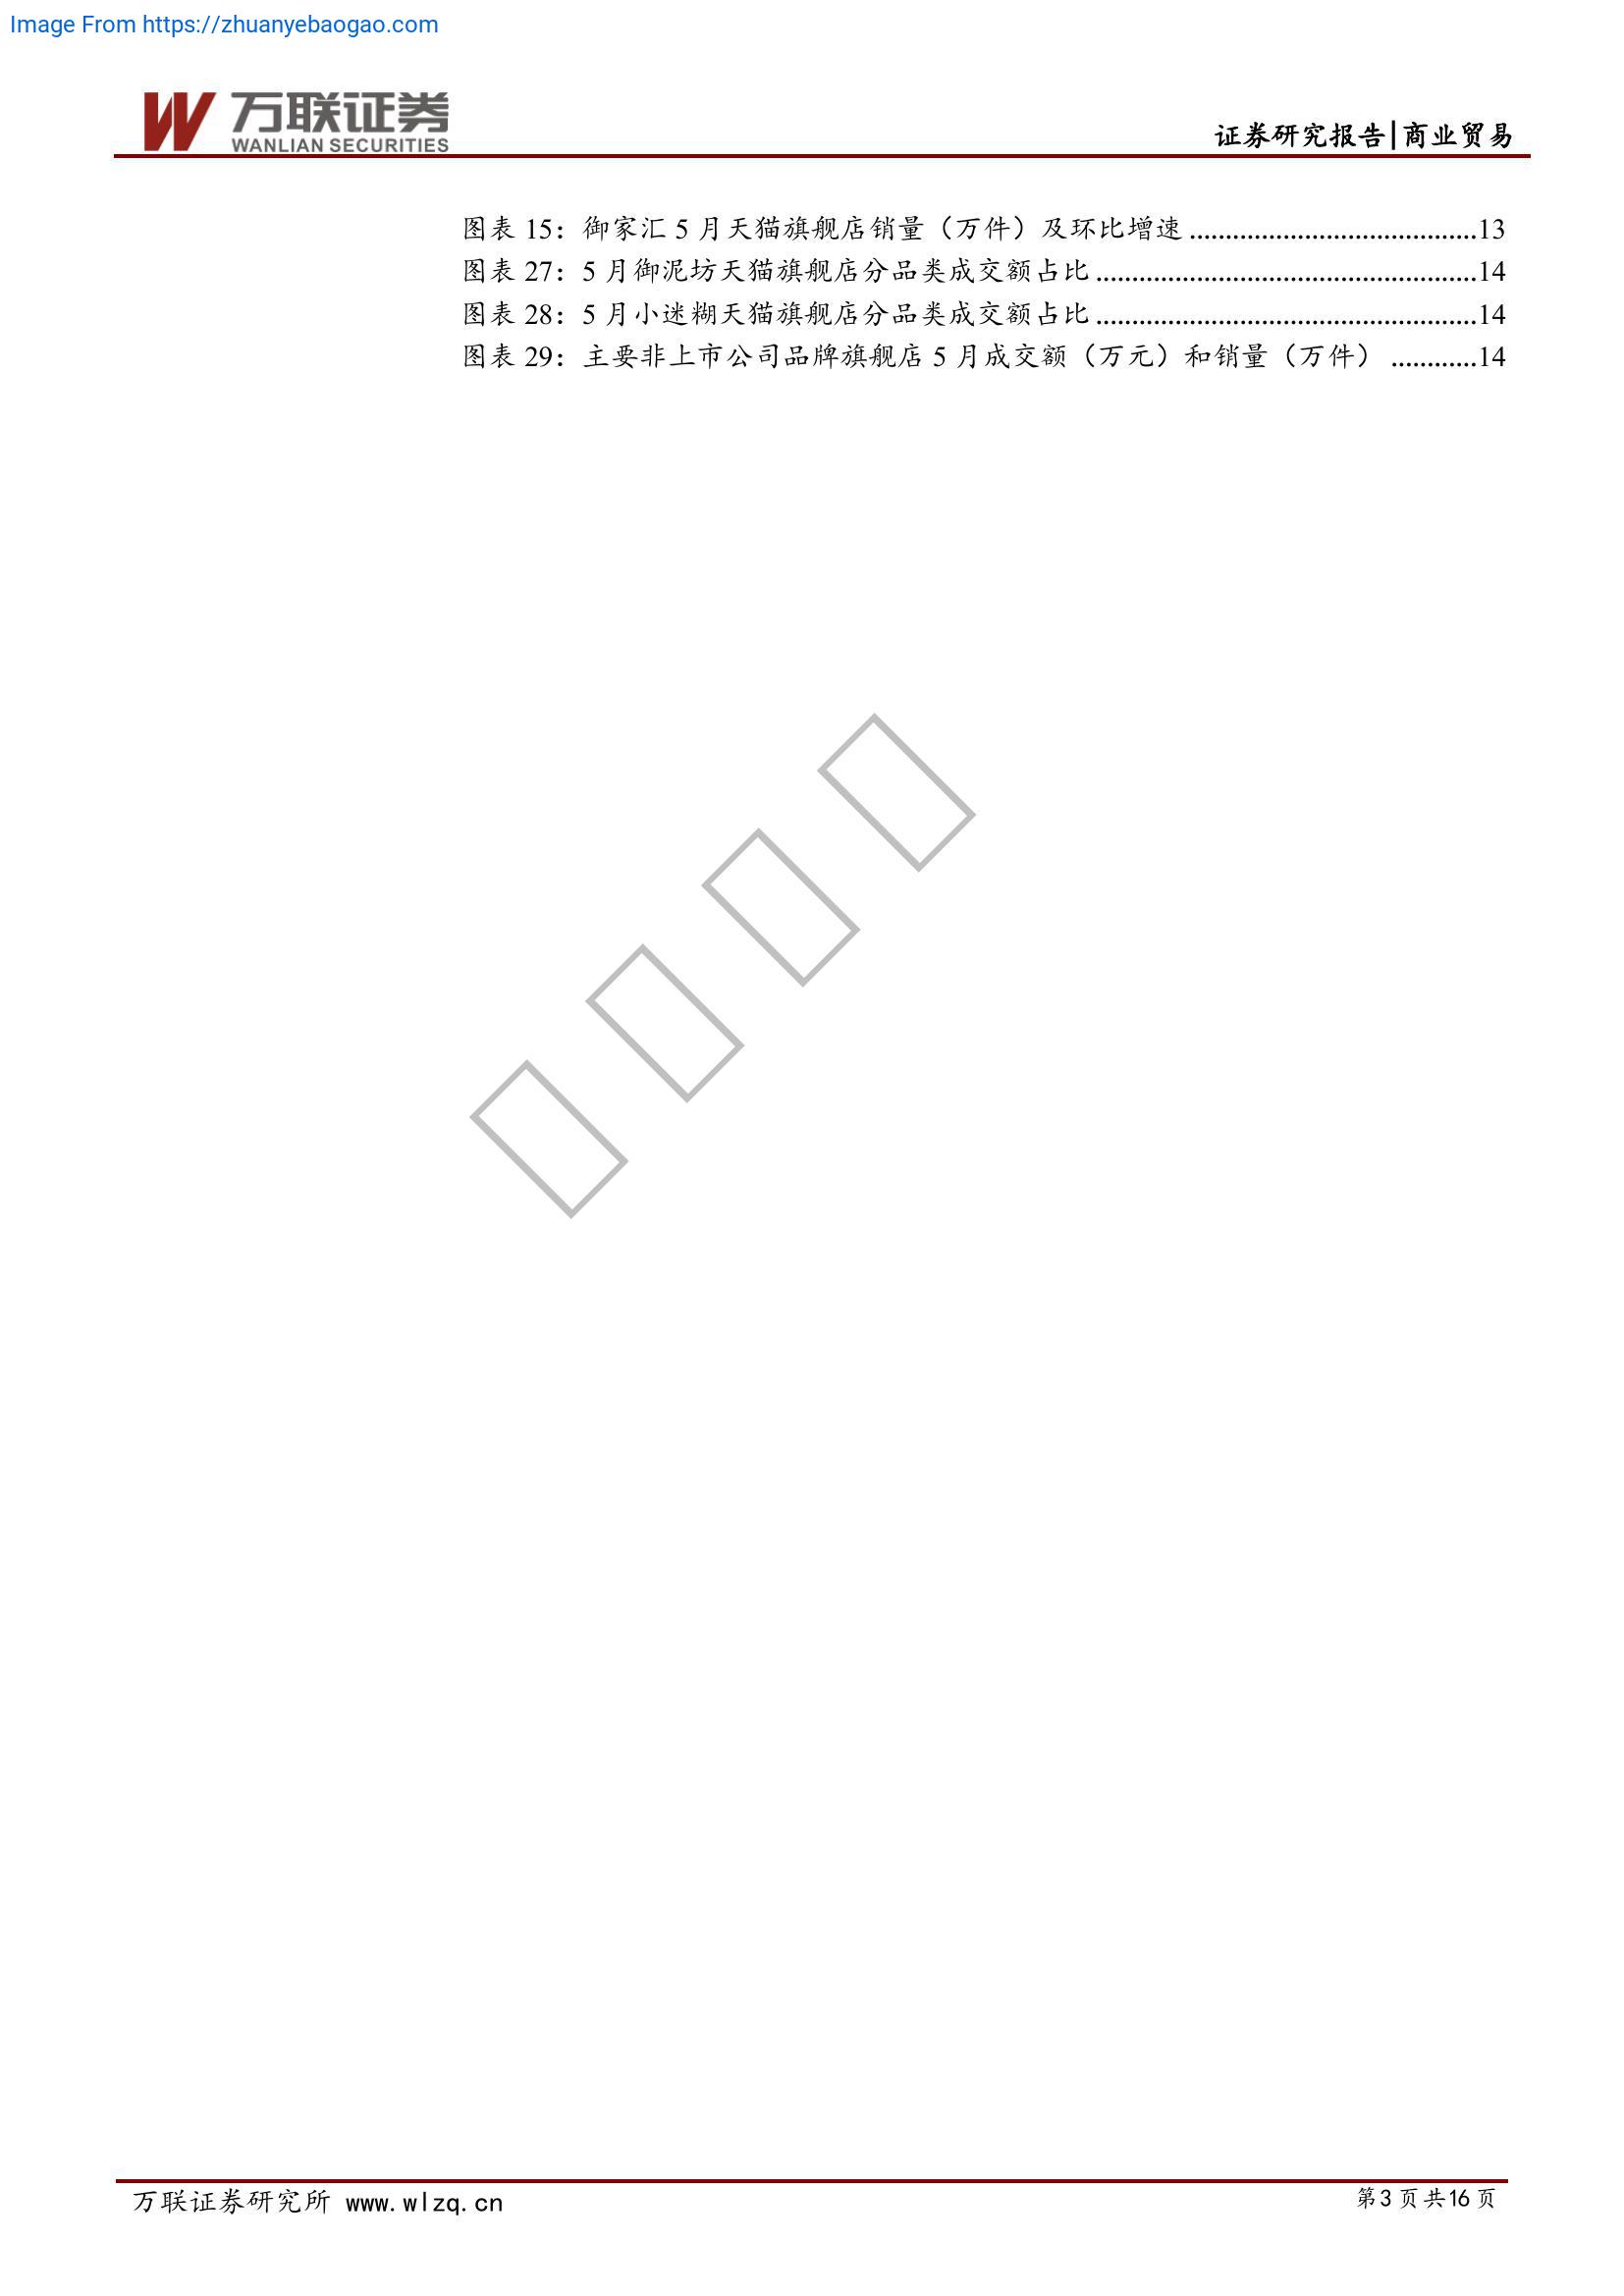 Image From https://zhuanyebaogao.com
万联证券
WANLIAN SECURITIES
证券研究报告|商业贸易
图表 15：御家汇 5 月天猫旗舰店销量（万件）及环比增速........................................13
图表 27：5 月御泥坊天猫旗舰店分品类成交额占比.....................................................14
图表 28：5 月小迷糊天猫旗舰店分品类成交额占比.....................................................14
图表 29：主要非上市公司品牌旗舰店 5 月成交额（万元）和销量（万件） ............14
万联证券研究所 www.wlzq.cn
第3 页 共16 页